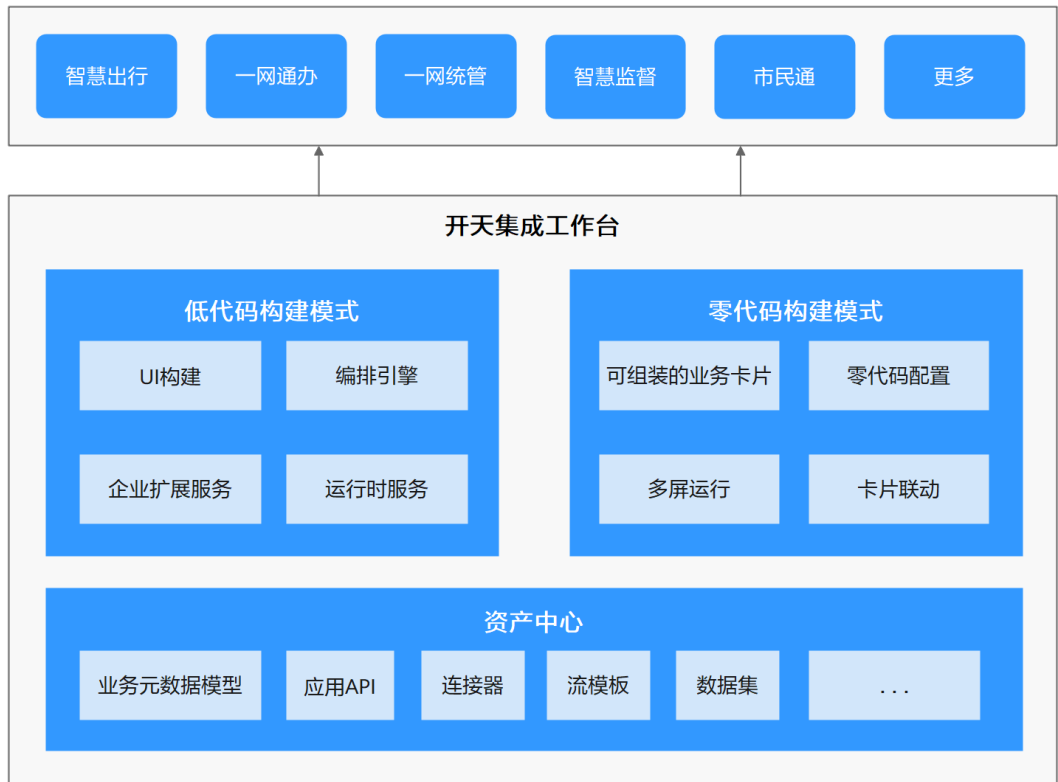 智慧出行
一网通办
一网统管
智慧监督
市民通
更多
开天集成工作台
低代码构建模式
UI构建
编排引擎
企业扩展服务
运行时服务
零代码构建模式
可组装的业务卡片
零代码配置
多屏运行
卡片联动
资产中心
业务元数据模型
应用API
连接器
流模板
数据集
...